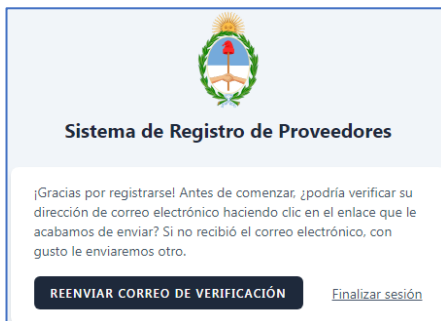 Sistema de Registro de Proveedores
¡Gracias por registrarse! Antes de comenzar, ¿podría verificar su
dirección de correo electrónico haciendo clic en el enlace que le
acabamos de enviar? Si no recibió el correo electrónico, con
gusto le enviaremos otro.
REENVIAR CORREO DE VERIFICACIÓN
Finalizar sesión